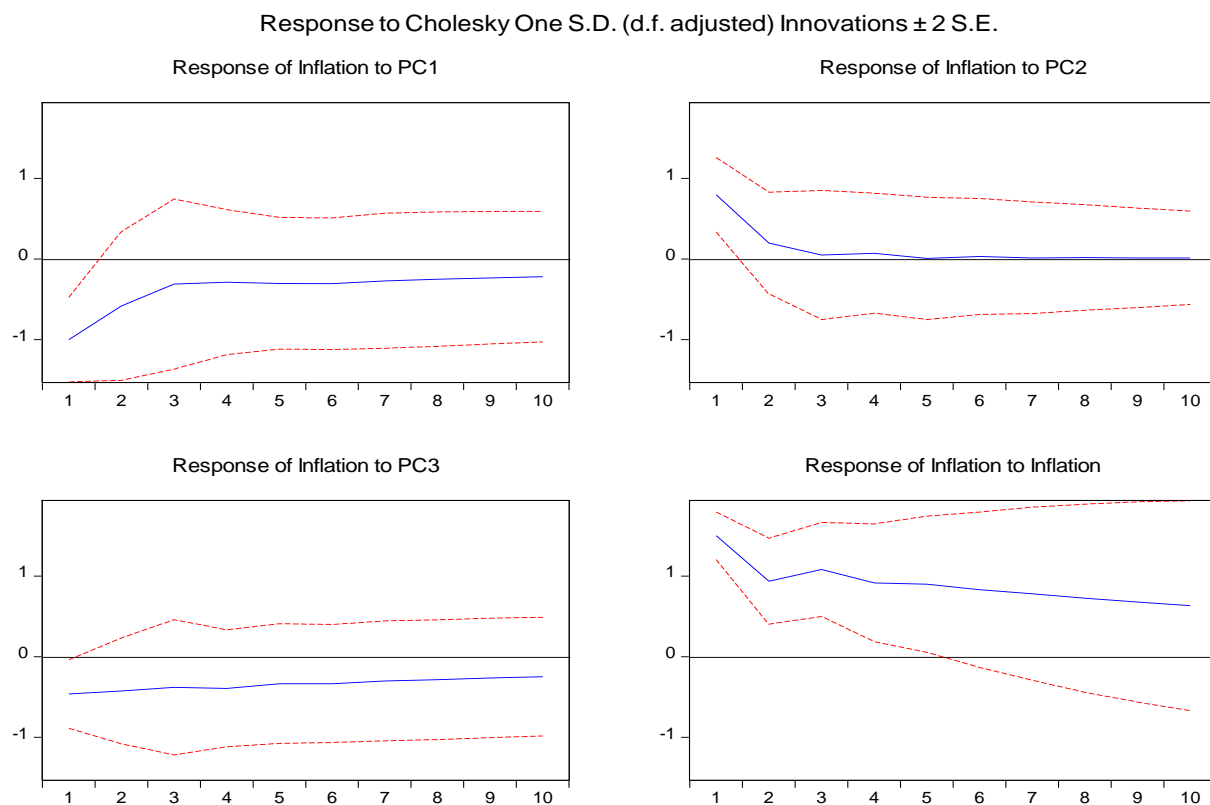 Response to Cholesky One S.D. (d.f. adjusted) Innovations ± 2 S.E.
Response of Inflation to PC1
1
0
-1
1 2 3 4 5 6 7 8 9 10
Response of Inflation to PC2
1
0
-1
1 2 3 4 5 6 7 8 9 10
Response of Inflation to PC3
1
0
-1
1 2 3 4 5 6 7 8 9 10
Response of Inflation to Inflation
1
0
-1
1 2 3 4 5 6 7 8 9 10